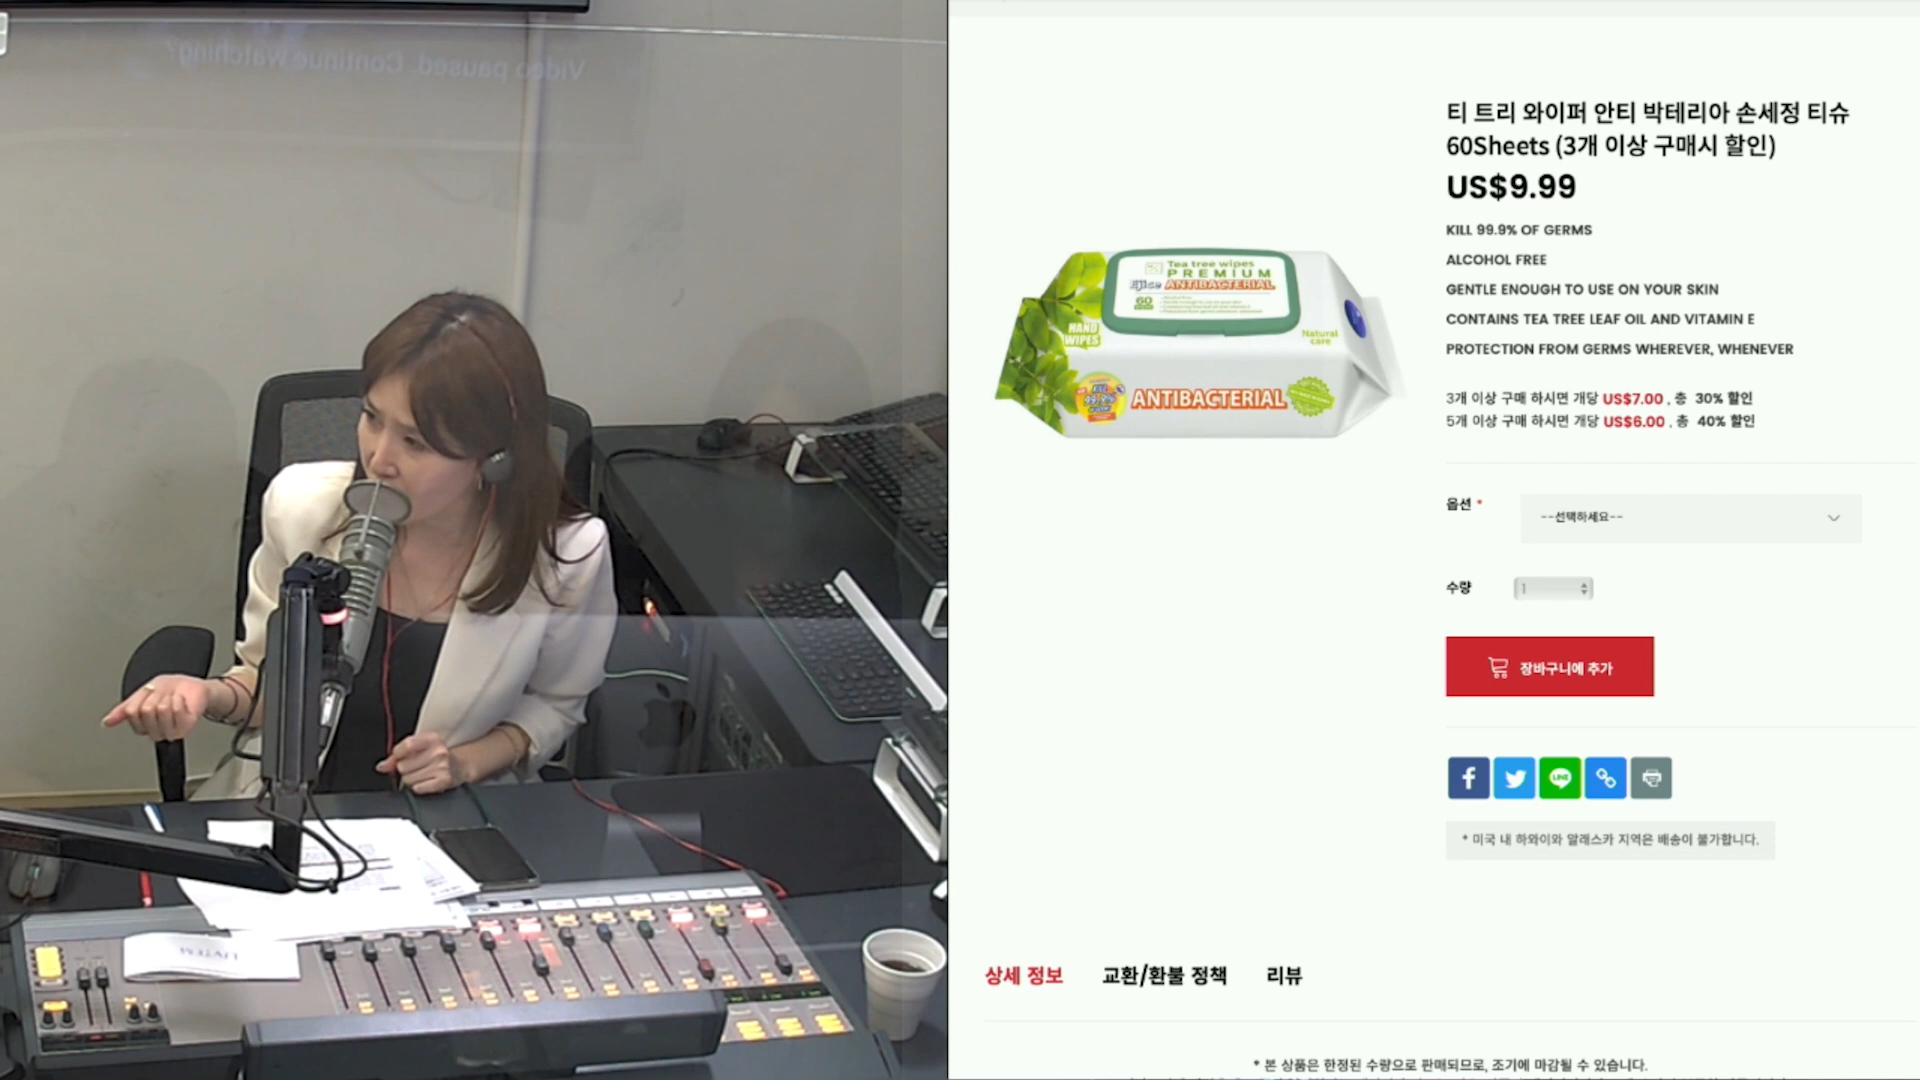 Video paused. Continue watching?
티 트리 와이퍼 안티 박테리아 손세정 티슈
60Sheets (3개 이상 구매시 할인)
US$9.99
KILL 99.9% OF GERMS
ALCOHOL FREE
GENTLE ENOUGH TO USE ON YOUR SKIN
CONTAINS TEA TREE LEAF OIL AND VITAMIN E
PROTECTION FROM GERMS WHEREVER, WHENEVER
Tea tree wipes
PREMIUM
ANTIBACTERIAL
60
HAND
WIPES
Natural
care
KILL
99.9%
ANTIBACTERIAL
3개 이상 구매 하시면 개당 US$7.00 , 총 30% 할인
5개 이상 구매 하시면 개당 US$6.00 , 총 40% 할인
옵션 *
--선택하세요--
수량
1
장바구니에 추가
LINE
* 미국 내 하와이와 알래스카 지역은 배송이 불가합니다.
상세 정보 교환/환불 정책 리뷰
* 본 상품은 한정된 수량으로 판매되므로, 조기에 마감될 수 있습니다.